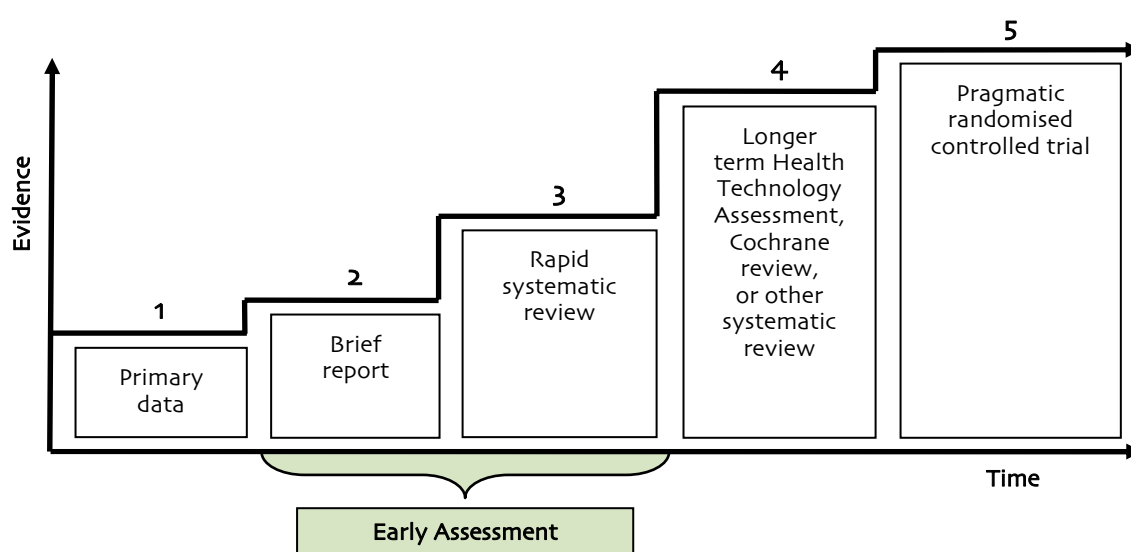 Evidence
1
Primary
data
2
Brief
report
3
Rapid
systematic
review
4
Longer
term Health
Technology
Assessment,
Cochrane
review,
or other
systematic
review
5
Pragmatic
randomised
controlled trial
Time
Early Assessment